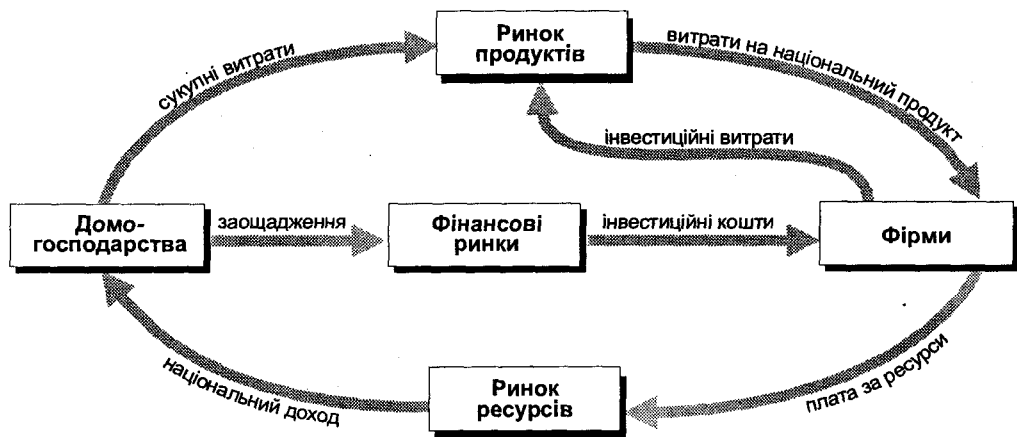 Ринок
продуктів
сукупні витрати
витрати на національний продукт
інвестиційні витрати
Домо-
господарства
заощадження
Фінансові
ринки
інвестиційні кошти
Фірми
національний доход
Ринок
ресурсів
плата за ресурси